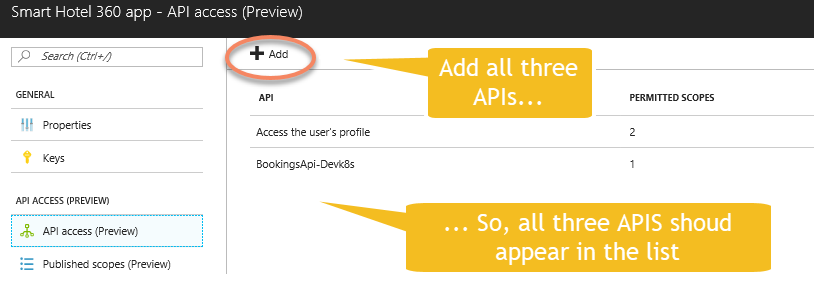 Smart Hotel 360 app - API access (Preview)
Search (Ctrl+/)
Add
GENERAL
Properties
Keys
API ACCESS (PREVIEW)
API access (Preview)
Published scopes (Preview)
Add all three
APIs...
API PERMITTED SCOPES
Access the user's profile 2
BookingsApi-Devk8s 1
... So, all three APIS shoud
appear in the list